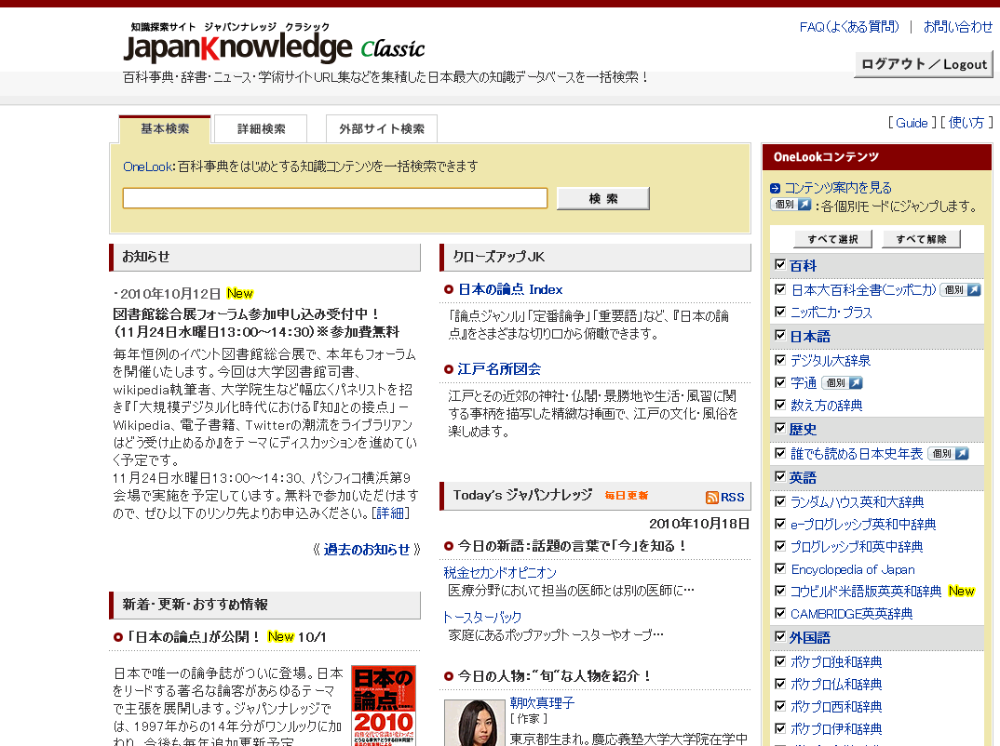 知識探索サイト ジャパンナレッジ クラシック
JapanKnowledge Classic
百科事典・辞書・ニュース・学術サイトURL集などを集積した日本最大の知識データベースを一括検索！
FAQ（よくある質問） | お問い合わせ
ログアウト／Logout
基本検索
詳細検索
外部サイト検索
[ Guide ] [ 使い方 ]
OneLook：百科事典をはじめとする知識コンテンツを一括検索できます
検 索
お知らせ
・2010年10月12日 New
図書館総合展フォーラム参加申し込み受付中！
（11月24日水曜日13：00～14：30）※参加費無料
毎年恒例のイベント図書館総合展で、本年もフォーラム
を開催いたします。今回は大学図書館司書、
wikipedia執筆者、大学院生など幅広くパネリストを招
き『「大規模デジタル化時代における『知』との接点」－
Wikipedia、電子書籍、Twitterの潮流をライブラリアン
はどう受け止めるか』をテーマにディスカッションを進めてい
く予定です。
11月24日水曜日13：00～14：30、パシフィコ横浜第9
会場で実施を予定しています。無料で参加いただけます
ので、ぜひ以下のリンク先よりお申込みください。[詳細]
《 過去のお知らせ 》
新着・更新・おすすめ情報
「日本の論点」が公開！ New 10/1
日本で唯一の論争誌がついに登場。日本
をリードする著名な論客があらゆるテーマ
で主張を展開します。ジャパンナレッジで
は、1997年からの14年分がワンルックに加
わり、今後も毎年追加更新予定。
日本の
論点
2010
クローズアップJK
日本の論点 Index
「論点ジャンル」「定番論争」「重要語」など、『日本の論
点』をさまざまな切り口から俯瞰できます。
江戸名所図会
江戸とその近郊の神社・仏閣・景勝地や生活・風習に関
する事柄を描写した精緻な挿画で、江戸の文化・風俗を
楽しめます。
Today's ジャパンナレッジ 毎日更新
RSS
2010年10月18日
今日の新語：話題の言葉で「今」を知る！
税金セカンドオピニオン
医療分野において担当の医師とは別の医師に…
トースターパック
家庭にあるポップアップトースターやオーブ…
今日の人物：“旬”な人物を紹介！
朝吹真理子
[ 作家 ]
東京都生まれ。慶応義塾大学大学院在学中
OneLookコンテンツ
コンテンツ案内を見る
個別：各個別モードにジャンプします。
すべて選択
すべて解除
百科
日本大百科全書（ニッポニカ） 個別
ニッポニカ・プラス
日本語
デジタル大辞泉
字通 個別
数え方の辞典
歴史
誰でも読める日本史年表 個別
英語
ランダムハウス英和大辞典
e-プログレッシブ英和中辞典
プログレッシブ和英中辞典
Encyclopedia of Japan
コウビルド米語版英英和辞典 New
CAMBRIDGE英英辞典
外国語
ポケプロ独和辞典
ポケプロ仏和辞典
ポケプロ西和辞典
ポケプロ伊和辞典